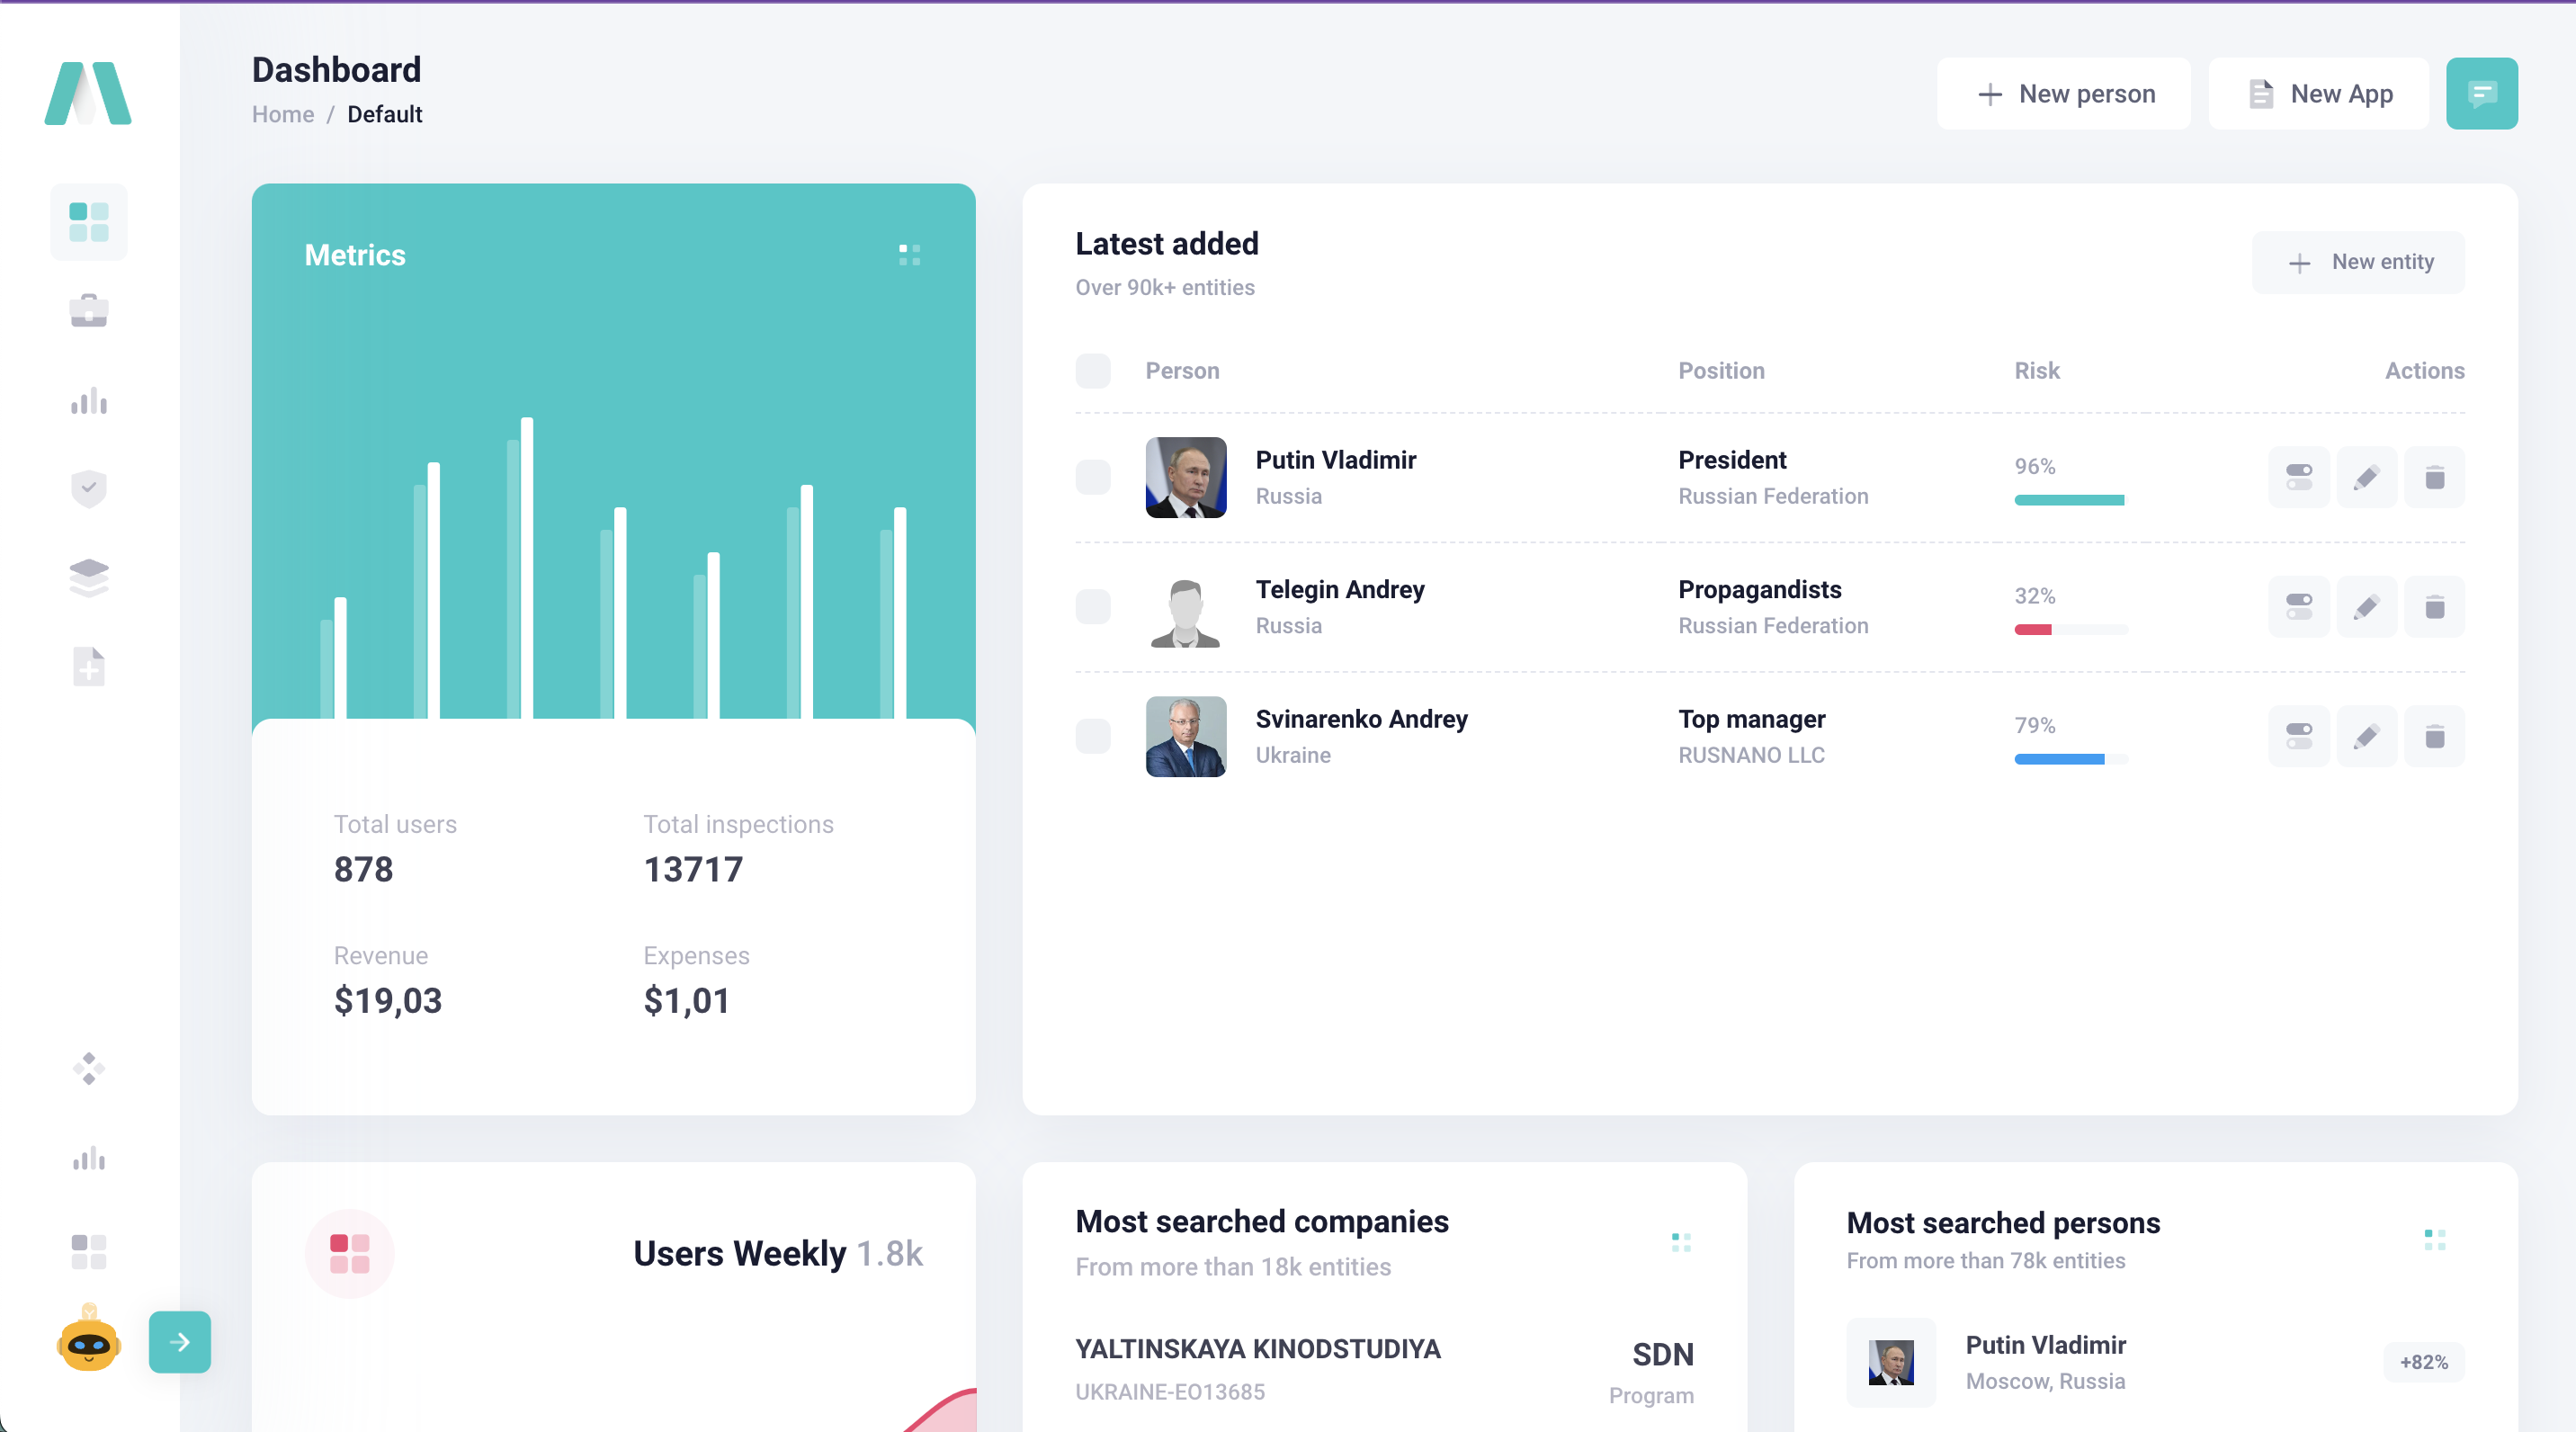 Dashboard
Home / Default
New person
New App
Metrics
Total users
878
Total inspections
13717
Revenue
$19,03
Expenses
$1,01
Latest added
Over 90k+ entities
New entity
Person Position Risk Actions
Putin Vladimir
Russia
President
Russian Federation
96%
Telegin Andrey
Russia
Propagandists
Russian Federation
32%
Svinarenko Andrey
Ukraine
Top manager
RUSNANO LLC
79%
Users Weekly 1.8k
Most searched companies
From more than 18k entities
YALTINSKAYA KINODSTUDIYA
UKRAINE-EO13685
SDN
Program
Most searched persons
From more than 78k entities
Putin Vladimir
Moscow, Russia
+82%